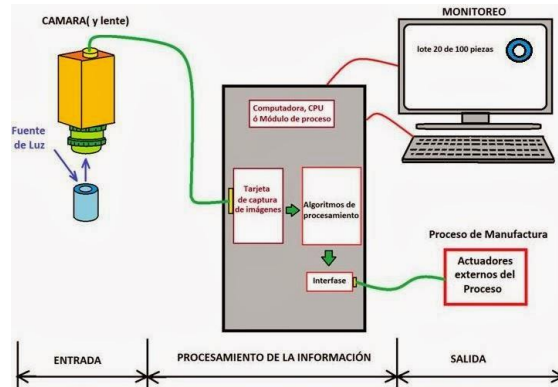 CAMARA( y lente)
MONITOREO
lote 20 de 100 piezas
Fuente
de Luz
Computadora, CPU
ó Módulo de proceso
Tarjeta
de captura
de imágenes
Algoritmos de
procesamiento
Interfase
Proceso de Manufactura
Actuadores
externos del
Proceso
ENTRADA
PROCESAMIENTO DE LA INFORMACIÓN
SALIDA